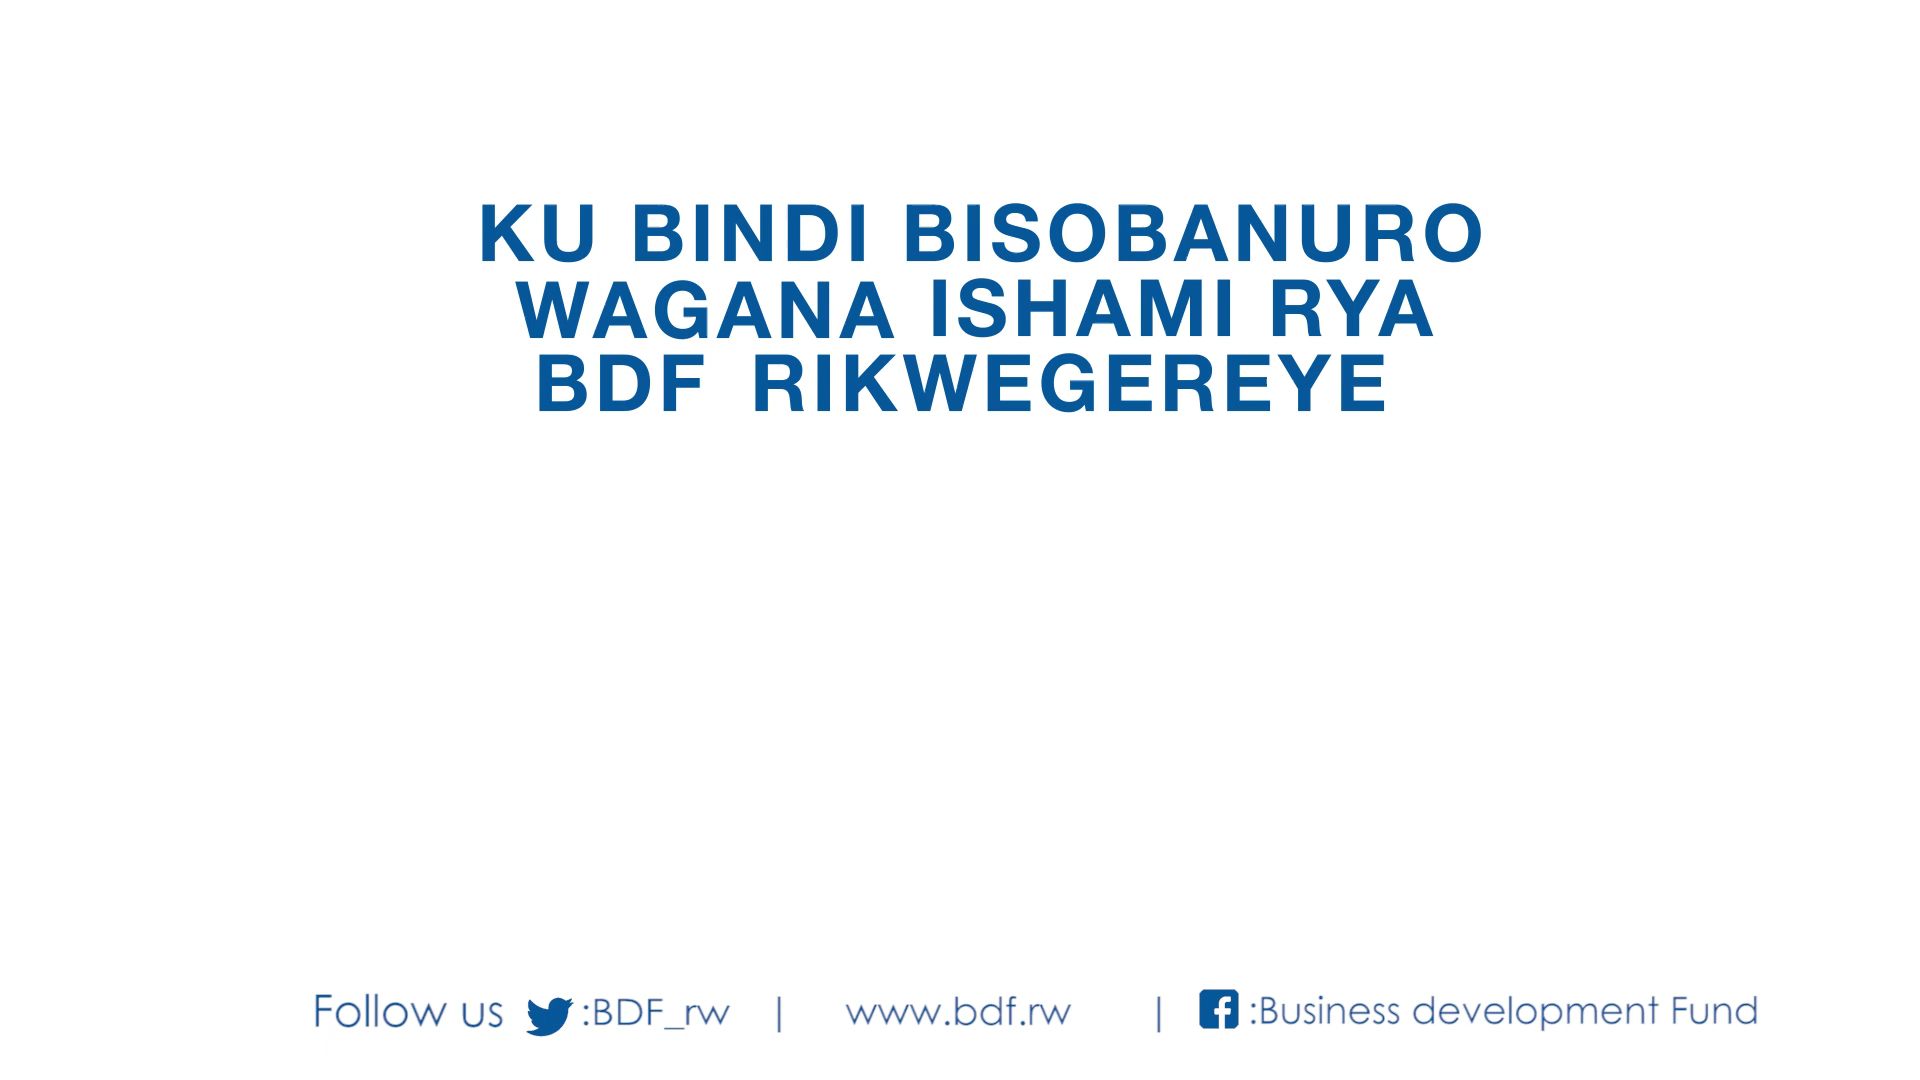 KU BINDI BISOBANURO
WAGANA ISHAMI RYA
BDF RIKWEGEREYE
Follow us :BDF_rw | www.bdf.rw | :Business development Fund